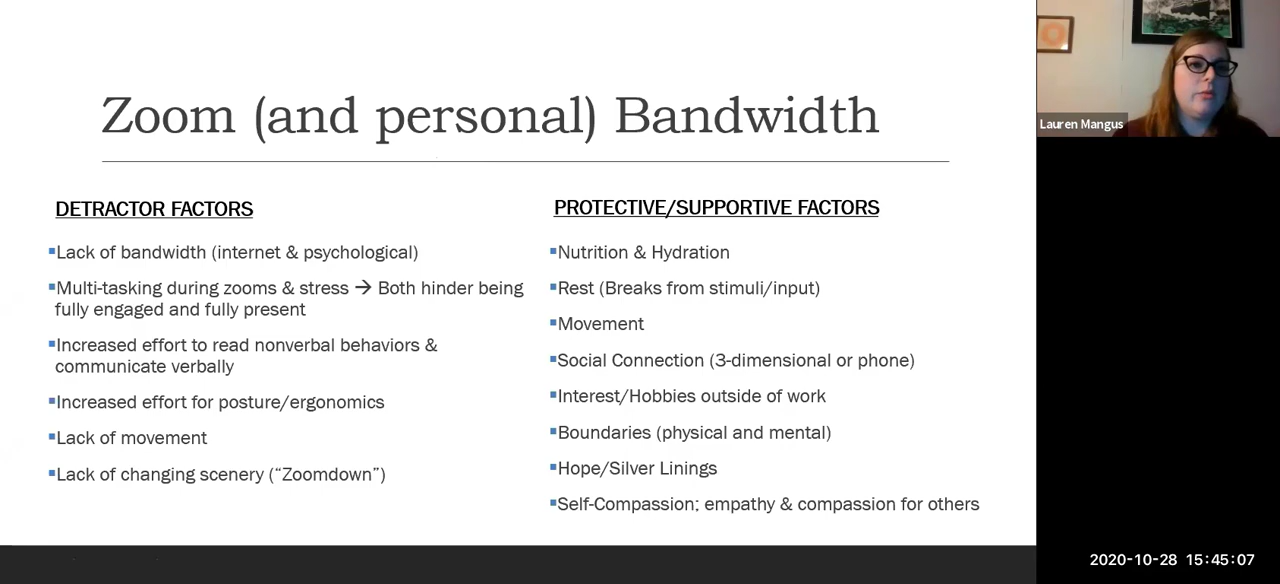 Zoom (and personal) Bandwidth
DETRACTOR FACTORS
▪Lack of bandwidth (internet & psychological)
▪Multi-tasking during zooms & stress → Both hinder being
fully engaged and fully present
▪Increased effort to read nonverbal behaviors &
communicate verbally
▪Increased effort for posture/ergonomics
▪Lack of movement
▪Lack of changing scenery (“Zoomdown”)
PROTECTIVE/SUPPORTIVE FACTORS
▪Nutrition & Hydration
▪Rest (Breaks from stimuli/input)
▪Movement
▪Social Connection (3-dimensional or phone)
▪Interest/Hobbies outside of work
▪Boundaries (physical and mental)
▪Hope/Silver Linings
▪Self-Compassion; empathy & compassion for others
Lauren Mangus
2020-10-28 15:45:07